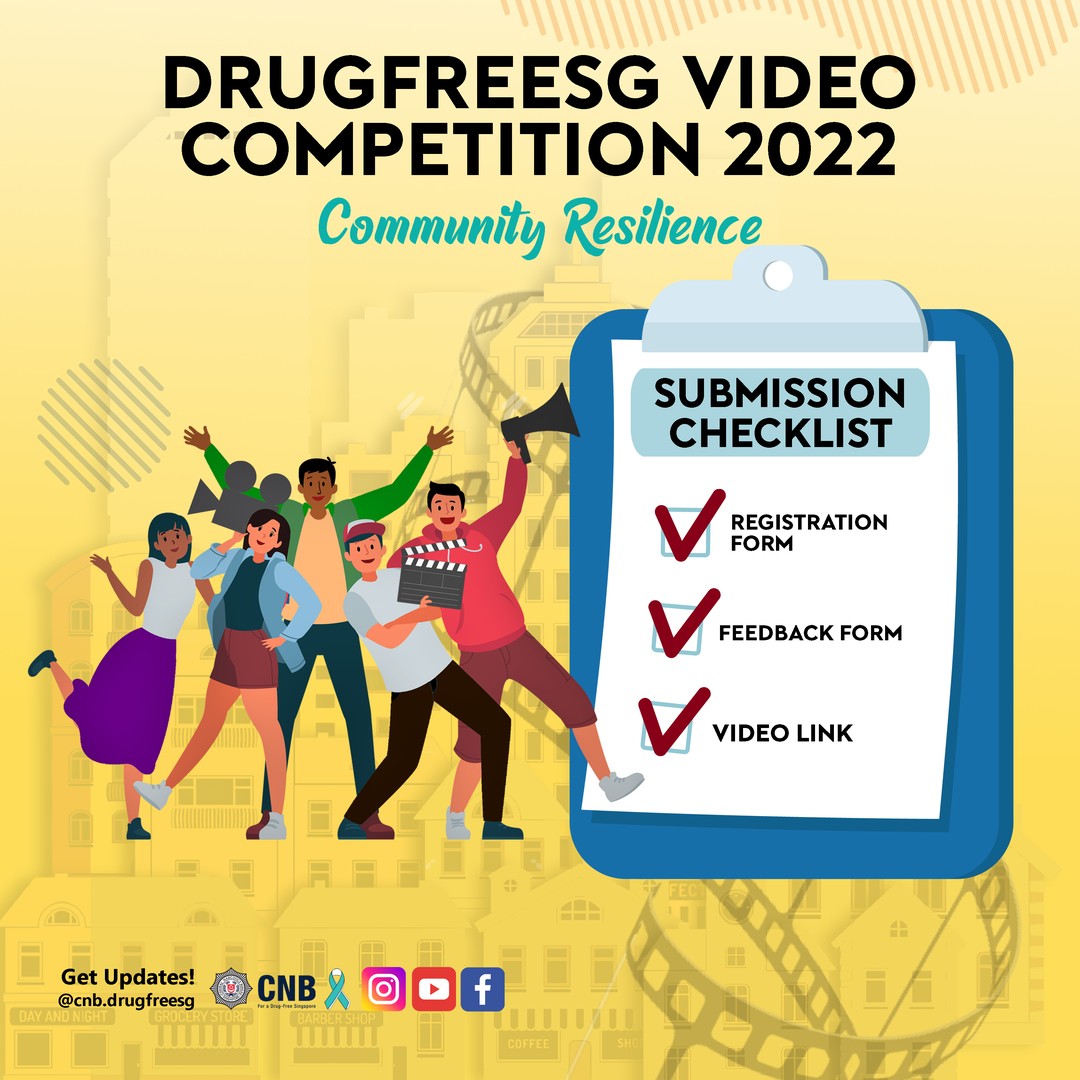 DRUGFREESG VIDEO
COMPETITION 2022
Community Resilience
SUBMISSION
CHECKLIST
REGISTRATION
FORM
FEEDBACK FORM
VIDEO LINK
Get Updates!
@cnb.drugfreesg
CNB
For a Drug-Free Singapore
DAY AND NIGHT
GROCERY STORE
BARBER SHOP
COFFEE